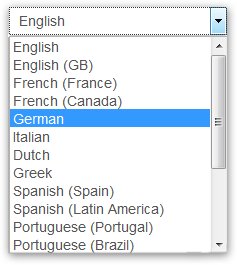 English
English
English (GB)
French (France)
French (Canada)
German
Italian
Dutch
Greek
Spanish (Spain)
Spanish (Latin America)
Portuguese (Portugal)
Portuguese (Brazil)